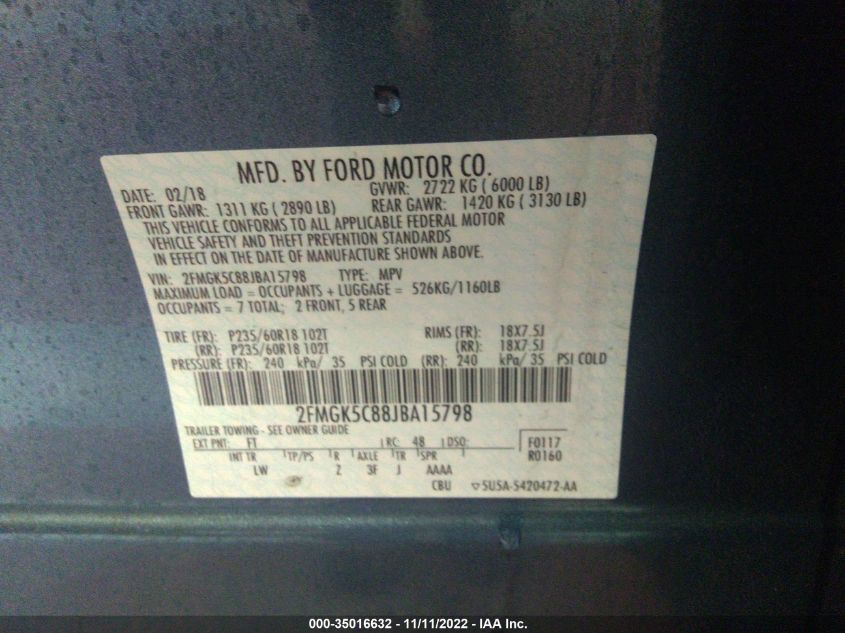 MFD. BY FORD MOTOR CO.
DATE: 02/18 GVWR: 2722 KG ( 6000 LB)
FRONT GAWR: 1311 KG ( 2890 LB) REAR GAWR: 1420 KG ( 3130 LB)
THIS VEHICLE CONFORMS TO ALL APPLICABLE FEDERAL MOTOR
VEHICLE SAFETY AND THEFT PREVENTION STANDARDS
IN EFFECT ON THE DATE OF MANUFACTURE SHOWN ABOVE.
VIN: 2FMGK5C88JBA15798 TYPE: MPV
MAXIMUM LOAD = OCCUPANTS + LUGGAGE = 526KG/1160LB
OCCUPANTS = 7 TOTAL; 2 FRONT, 5 REAR
TIRE (FR): P235/60R18 102T RIMS (FR): 18X7.5J
(RR): P235/60R18 102T (RR): 18X7.5J
PRESSURE (FR): 240 kPa/ 35 PSI COLD (RR): 240 kPa/ 35 PSI COLD
2FMGK5C88JBA15798
TRAILER TOWING - SEE OWNER GUIDE
EXT PNT: FT RC: 48 DSO: F0117
INT TR TP/PS R AXLE TR SPR R0160
LW 2 3F J AAAA
CBU 5U5A-5420472-AA
000-35016632 - 11/11/2022 - IAA Inc.